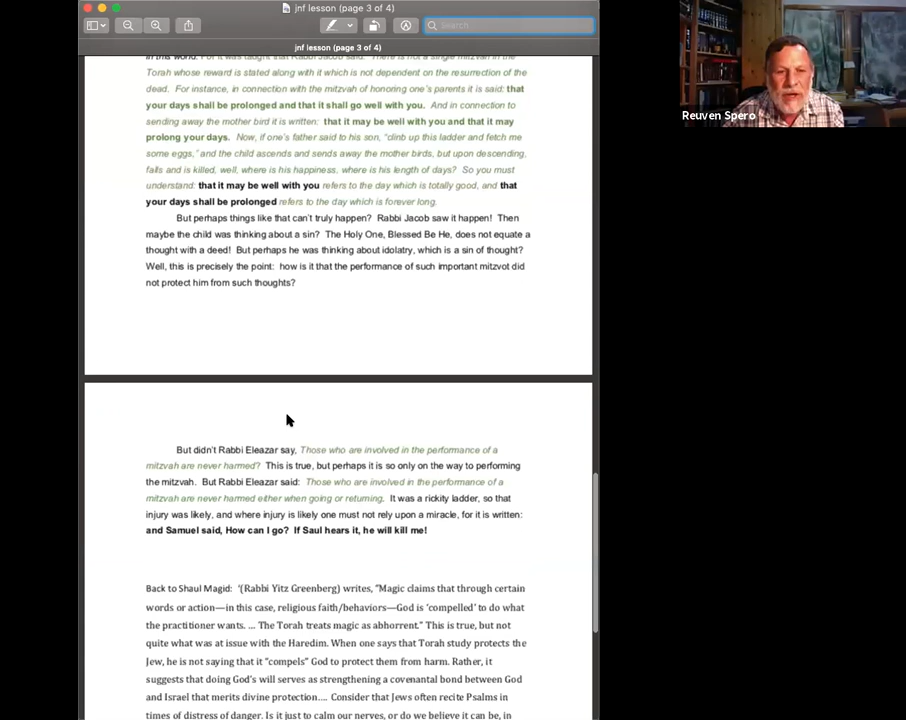 jnf lesson (page 3 of 4)
Search
jnf lesson (page 3 of 4)
in this world. For it was taught that Rabbi Jacob said: There is not a single mitzvah in the
Torah whose reward is stated along with it which is not dependent on the resurrection of the
dead. For instance, in connection with the mitzvah of honoring one's parents it is said: that
your days shall be prolonged and that it shall go well with you. And in connection to
sending away the mother bird it is written: that it may be well with you and that it may
prolong your days. Now, if one's father said to his son, "climb up this ladder and fetch me
some eggs," and the child ascends and sends away the mother birds, but upon descending,
falls and is killed, well, where is his happiness, where is his length of days? So you must
understand: that it may be well with you refers to the day which is totally good, and that
your days shall be prolonged refers to the day which is forever long.
But perhaps things like that can't truly happen? Rabbi Jacob saw it happen! Then
maybe the child was thinking about a sin? The Holy One, Blessed Be He, does not equate a
thought with a deed! But perhaps he was thinking about idolatry, which is a sin of thought?
Well, this is precisely the point: how is it that the performance of such important mitzvot did
not protect him from such thoughts?
But didn't Rabbi Eleazar say, Those who are involved in the performance of a
mitzvah are never harmed? This is true, but perhaps it is so only on the way to performing
the mitzvah. But Rabbi Eleazar said: Those who are involved in the performance of a
mitzvah are never harmed either when going or returning. It was a rickity ladder, so that
injury was likely, and where injury is likely one must not rely upon a miracle, for it is written:
and Samuel said, How can I go? If Saul hears it, he will kill me!
Back to Shaul Magid: '(Rabbi Yitz Greenberg) writes, "Magic claims that through certain
words or action—in this case, religious faith/behaviors—God is 'compelled' to do what
the practitioner wants. ... The Torah treats magic as abhorrent." This is true, but not
quite what was at issue with the Haredim. When one says that Torah study protects the
Jew, he is not saying that it "compels" God to protect them from harm. Rather, it
suggests that doing God's will serves as strengthening a covenantal bond between God
and Israel that merits divine protection.... Consider that Jews often recite Psalms in
times of distress of danger. Is it just to calm our nerves, or do we believe it can be, in
Reuven Spero